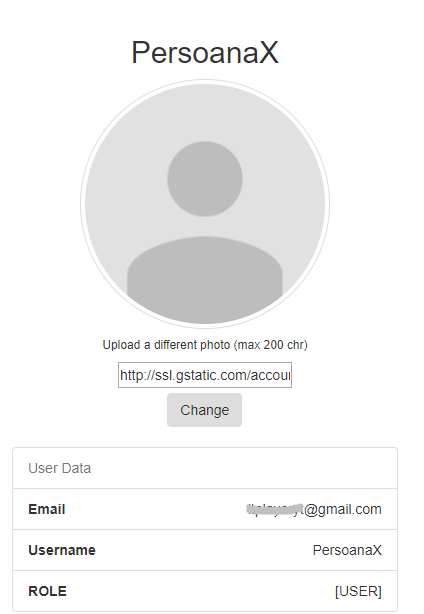 PersoanaX
Upload a different photo (max 200 chr)
http://ssl.gstatic.com/accour
Change
User Data
Email @gmail.com
Username PersoanaX
ROLE [USER]